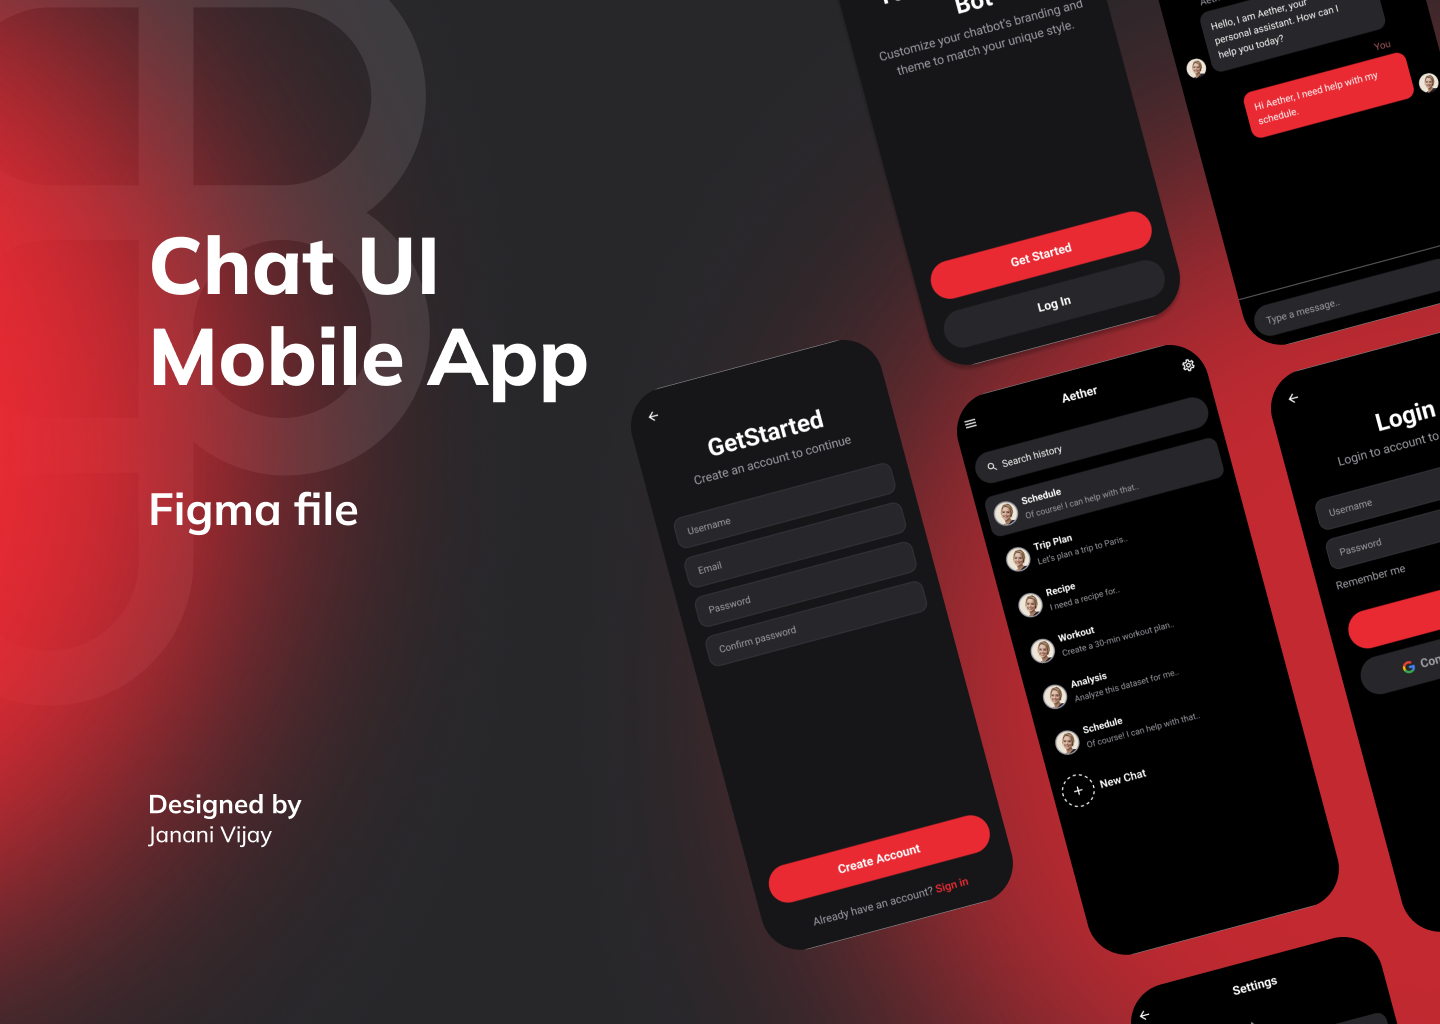 Chat UI
Mobile App
Figma file
Designed by
Janani Vijay
Bot
Customize your chatbot's branding and
theme to match your unique style.
Get Started
Log In
Hello, I am Aether, your
personal assistant. How can I
help you today?
You
Hi Aether, I need help with my
schedule.
Type a message..
GetStarted
Create an account to continue
Username
Email
Password
Confirm password
Create Account
Already have an account? Sign in
Aether
Search history
Schedule
Of course! I can help with that..
Trip Plan
Let's plan a trip to Paris..
Recipe
I need a recipe for..
Workout
Create a 30-min workout plan..
Analysis
Analyze this dataset for me..
Schedule
Of course! I can help with that..
New Chat
Login
Login to account to
Username
Password
Remember me
Settings